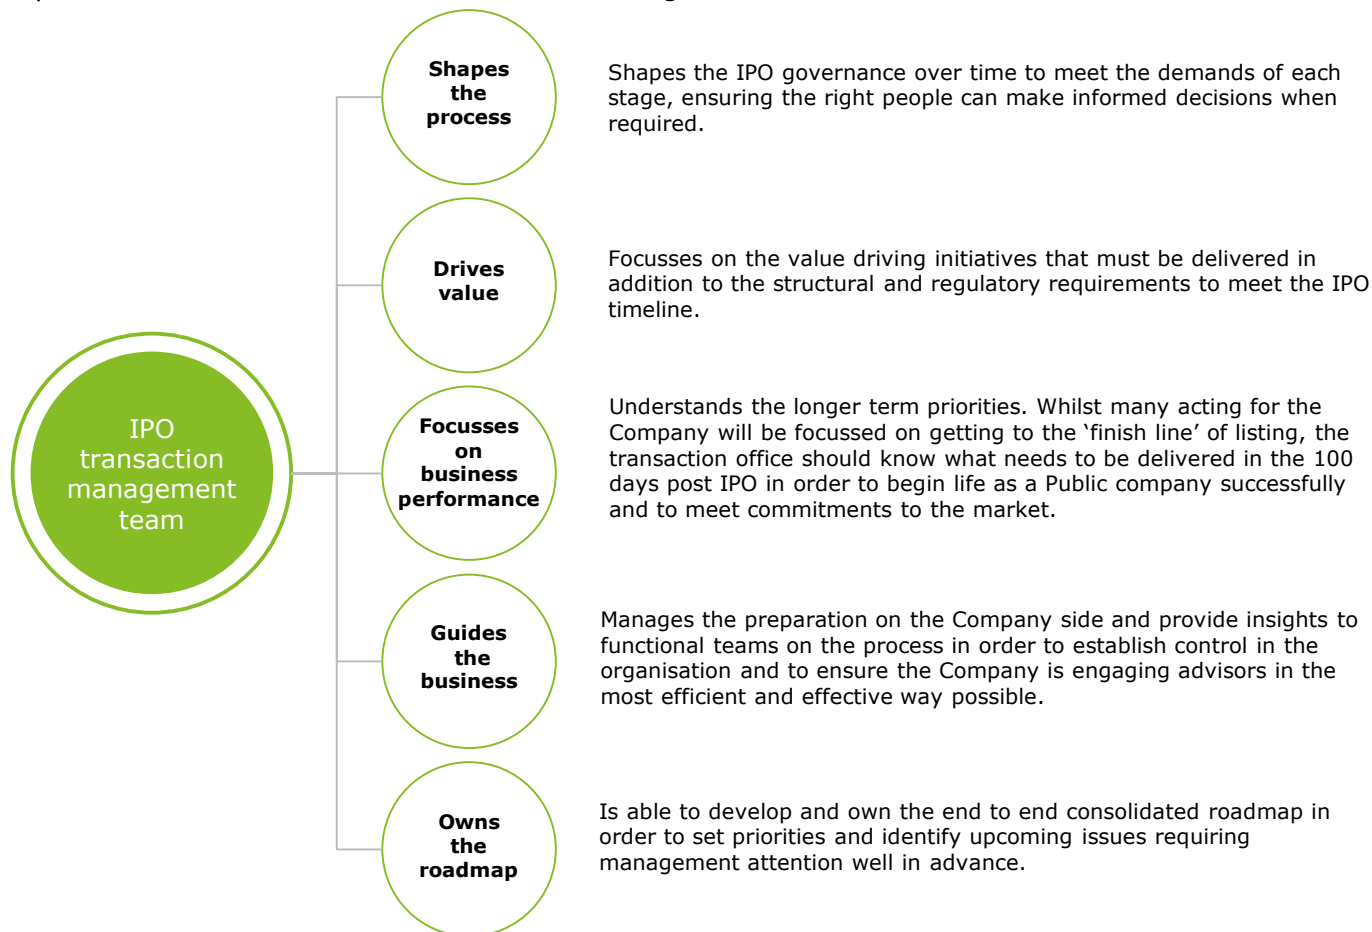 Shapes
the
process
Shapes the IPO governance over time to meet the demands of each
stage, ensuring the right people can make informed decisions when
required.
Drives
value
Focusses on the value driving initiatives that must be delivered in
addition to the structural and regulatory requirements to meet the IPO
timeline.
IPO
transaction
management
team
Focusses
on
business
performance
Understands the longer term priorities. Whilst many acting for the
Company will be focussed on getting to the ‘finish line’ of listing, the
transaction office should know what needs to be delivered in the 100
days post IPO in order to begin life as a Public company successfully
and to meet commitments to the market.
Guides
the
business
Manages the preparation on the Company side and provide insights to
functional teams on the process in order to establish control in the
organisation and to ensure the Company is engaging advisors in the
most efficient and effective way possible.
Owns
the
roadmap
Is able to develop and own the end to end consolidated roadmap in
order to set priorities and identify upcoming issues requiring
management attention well in advance.